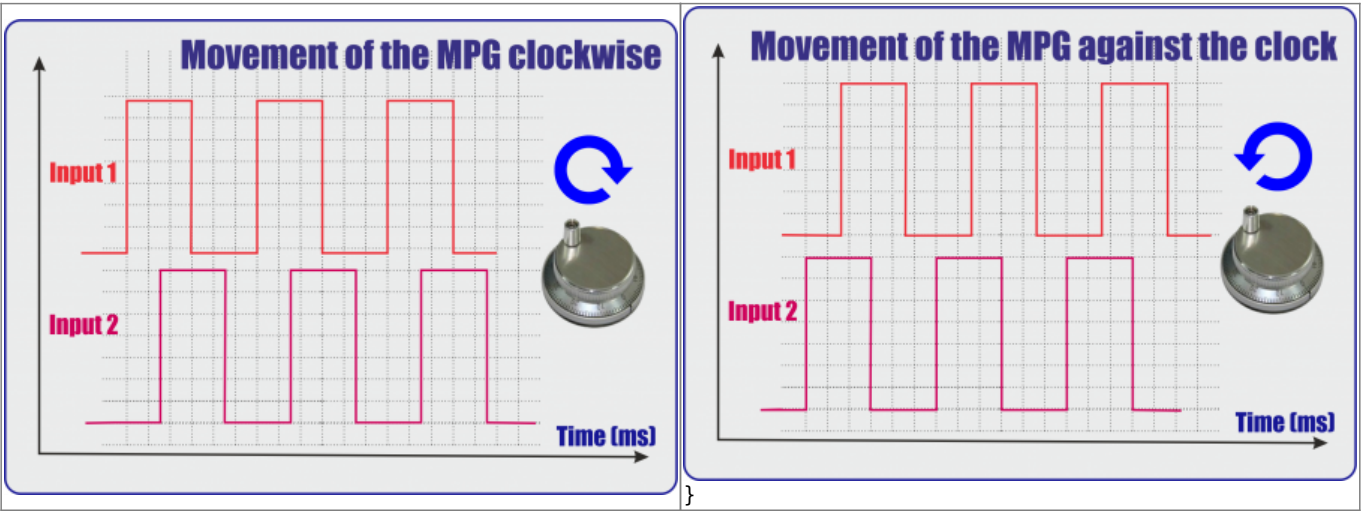 Movement of the MPG clockwise
Input 1
Input 2
Time (ms)
Movement of the MPG against the clock
Input 1
Input 2
Time (ms)
}